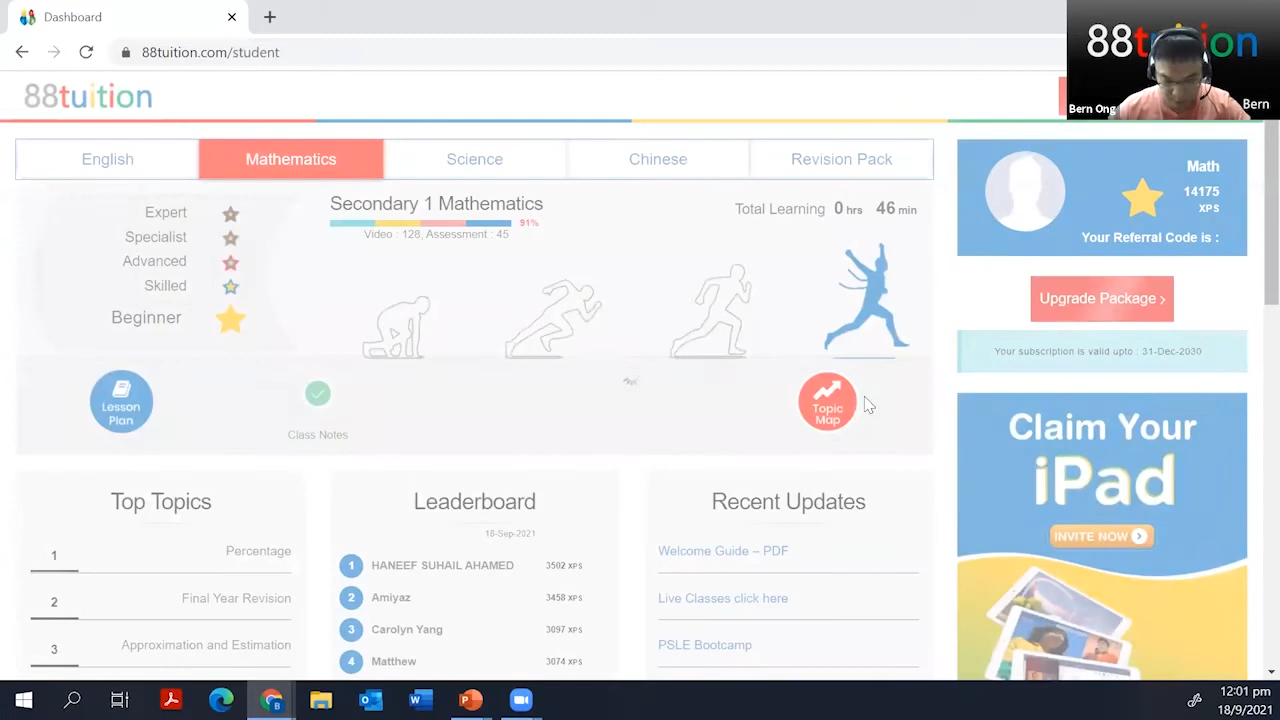 Dashboard
88tuition.com/student
88tuition
88tuition
Bern Ong
Bern
English
Mathematics
Science
Chinese
Revision Pack
Expert
Specialist
Advanced
Skilled
Beginner
Secondary 1 Mathematics
91%
Video : 128, Assessment : 45
Total Learning 0 hrs 46 min
Math
14175
XPS
Your Referral Code is :
Upgrade Package >
Your subscription is valid upto : 31-Dec-2030
Lesson
Plan
Class Notes
Topic
Map
Claim Your
iPad
INVITE NOW
Top Topics
1 Percentage
2 Final Year Revision
3 Approximation and Estimation
Leaderboard
18-Sep-2021
1 HANEEF SUHAIL AHAMED 3502 XPS
2 Amiyaz 3458 XPS
3 Carolyn Yang 3097 XPS
4 Matthew 3074 XPS
Recent Updates
Welcome Guide – PDF
Live Classes click here
PSLE Bootcamp
12:01 pm
18/9/2021